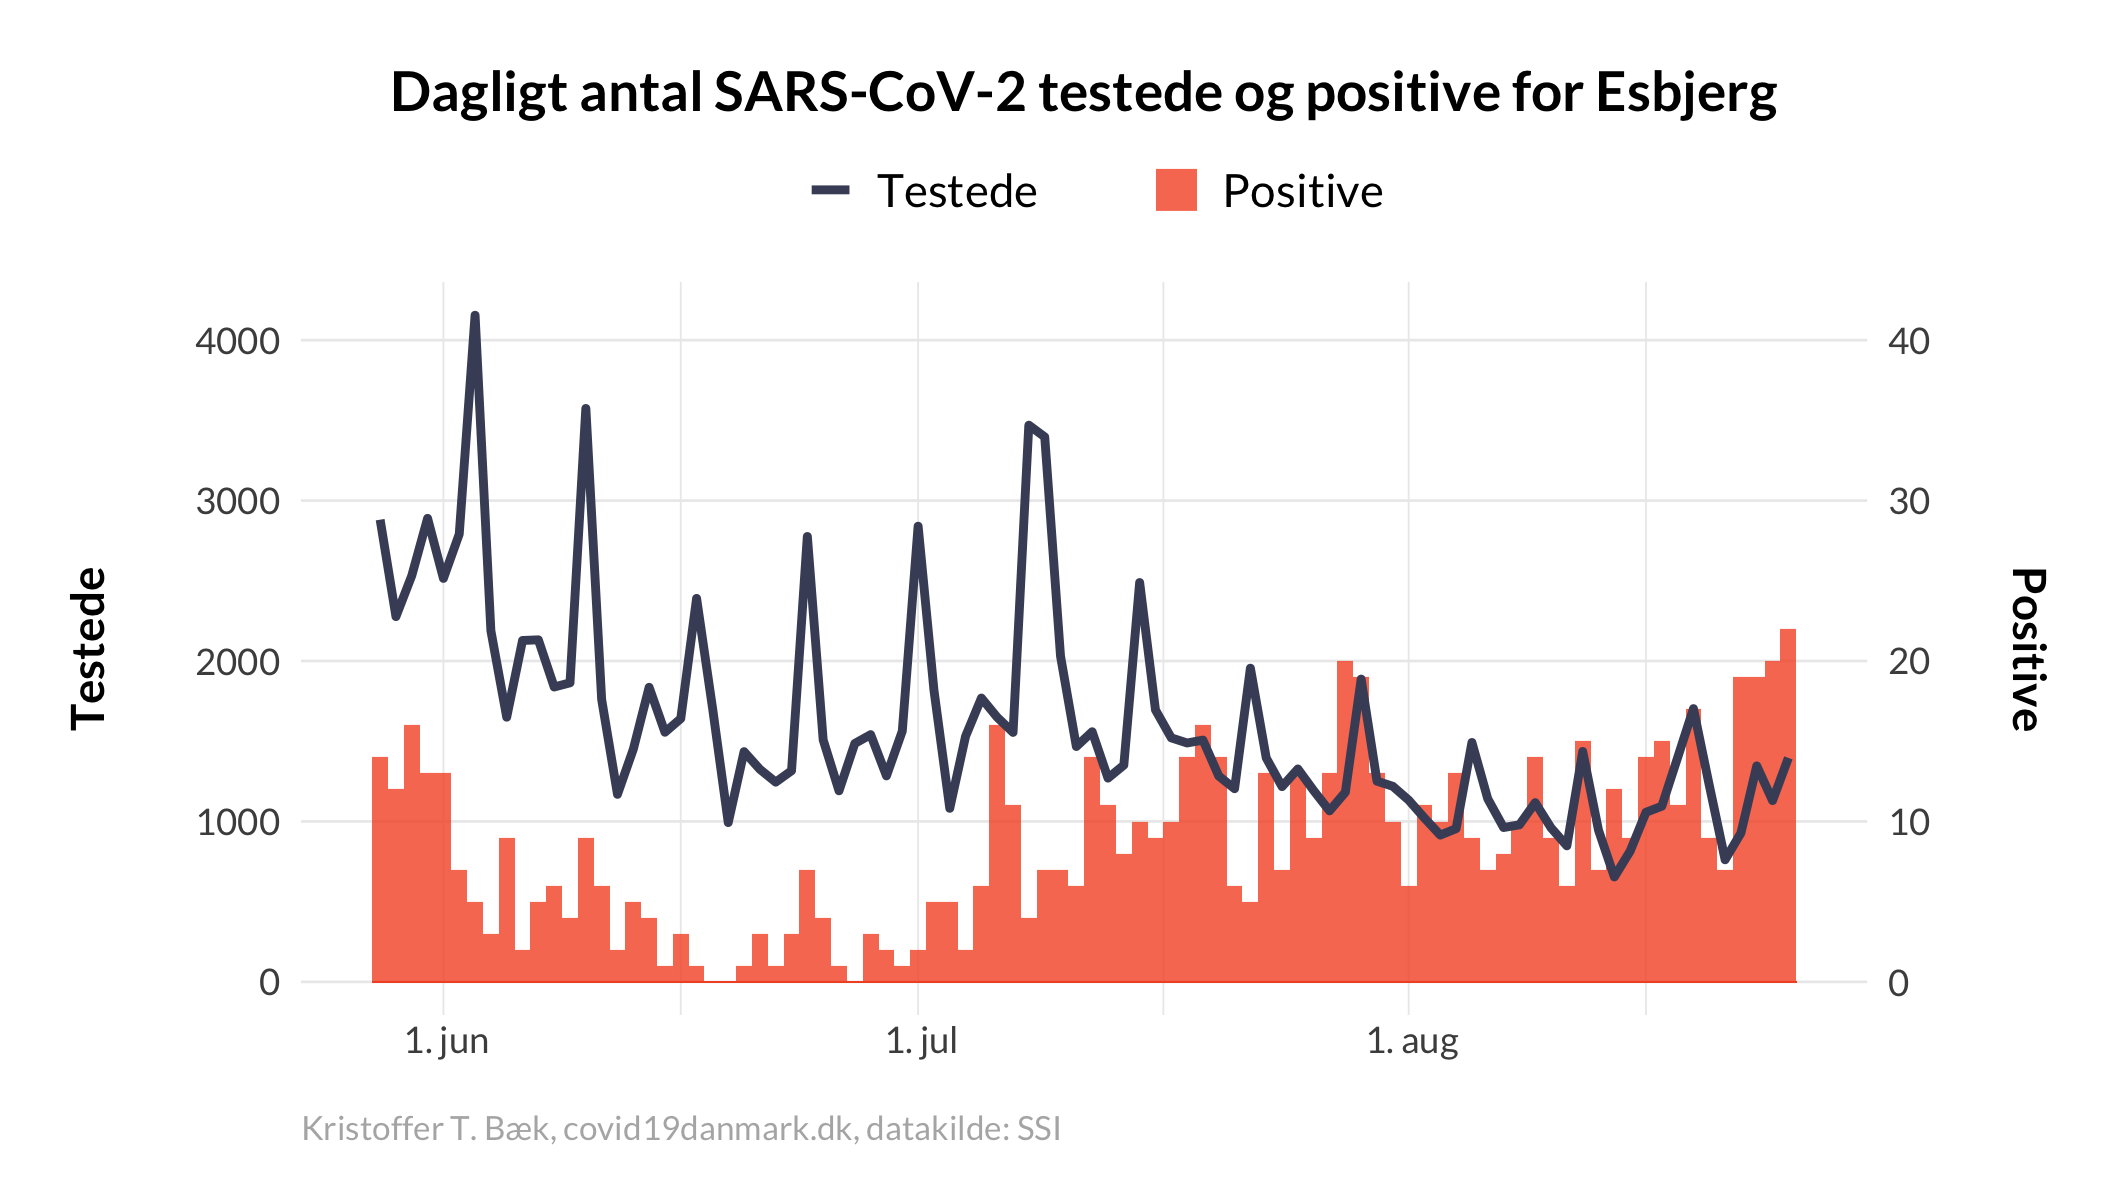 Dagligt antal SARS-CoV-2 testede og positive for Esbjerg
Testede Positive
4000 40
3000 30
2000 20
1000 10
0 0
Testede
Positive
1. jun 1. jul 1. aug
Kristoffer T. Bæk, covid19danmark.dk, datakilde: SSI